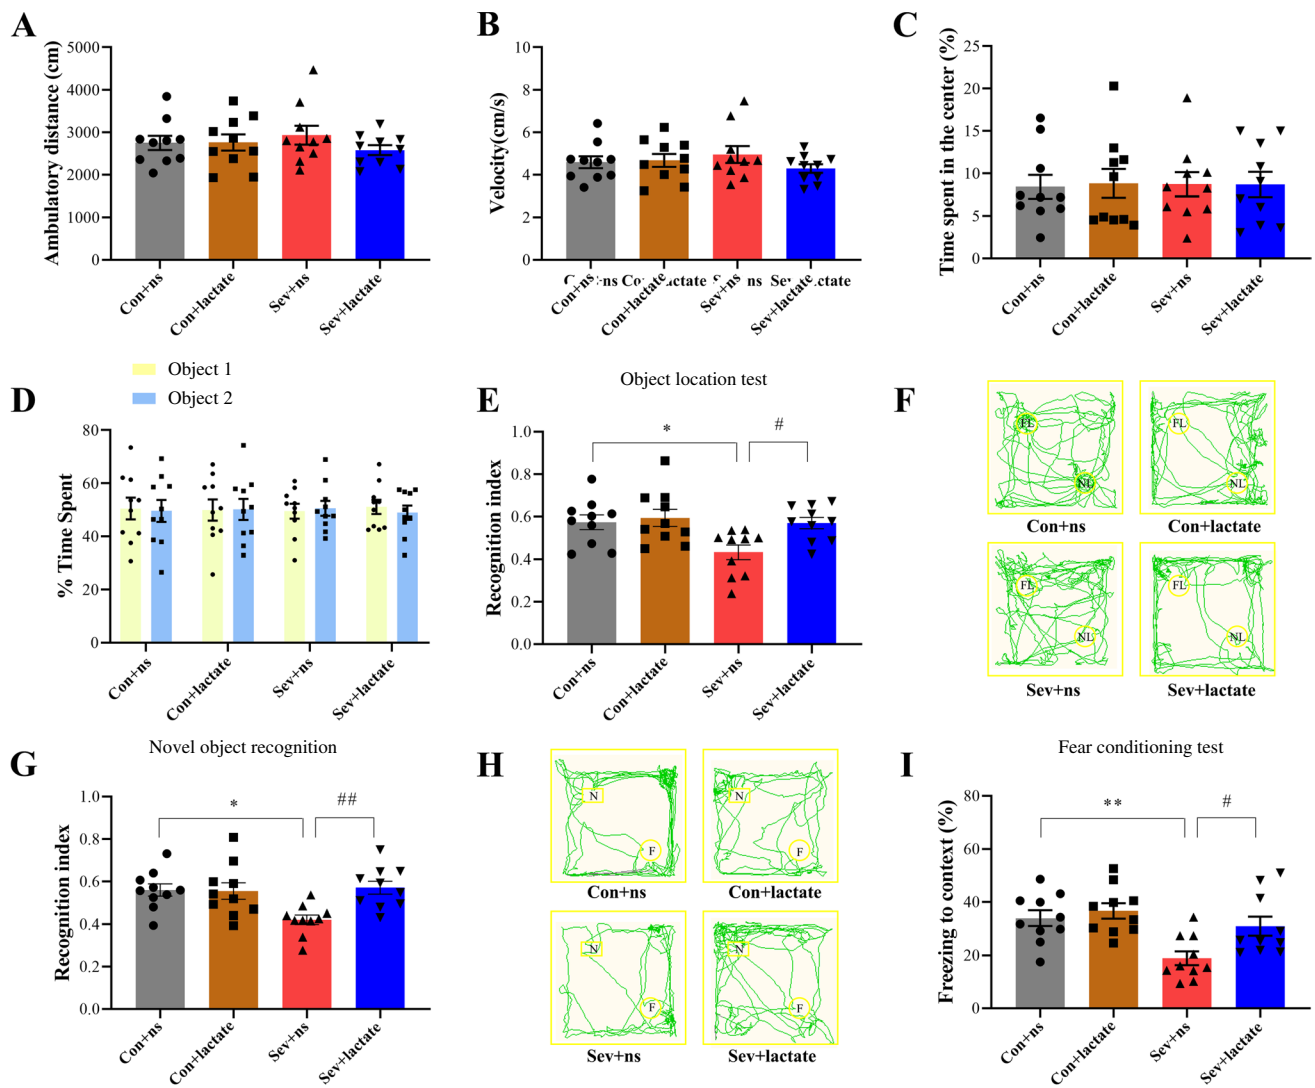 A
Ambulatory distance (cm)
5000
4000
3000
2000
1000
0
Con+ns
Con+lactate
Sev+ns
Sev+lactate
B
Velocity(cm/s)
10
8
6
4
2
0
Con+ns
Con+lactate
Sev+ns
Sev+lactate
C
Time spent in the center (%)
25
20
15
10
5
0
Con+ns
Con+lactate
Sev+ns
Sev+lactate
D
Object 1
Object 2
% Time Spent
80
60
40
20
0
Con+ns
Con+lactate
Sev+ns
Sev+lactate
E
Object location test
Recognition index
1.0
0.8
0.6
0.4
0.2
0.0
*
#
Con+ns
Con+lactate
Sev+ns
Sev+lactate
F
FL
NL
Con+ns
FL
NL
Con+lactate
FL
NL
Sev+ns
FL
NL
Sev+lactate
G
Novel object recognition
Recognition index
1.0
0.8
0.6
0.4
0.2
0.0
*
##
Con+ns
Con+lactate
Sev+ns
Sev+lactate
H
N
F
Con+ns
N
F
Con+lactate
N
F
Sev+ns
N
F
Sev+lactate
I
Fear conditioning test
Freezing to context (%)
80
60
40
20
0
**
#
Con+ns
Con+lactate
Sev+ns
Sev+lactate